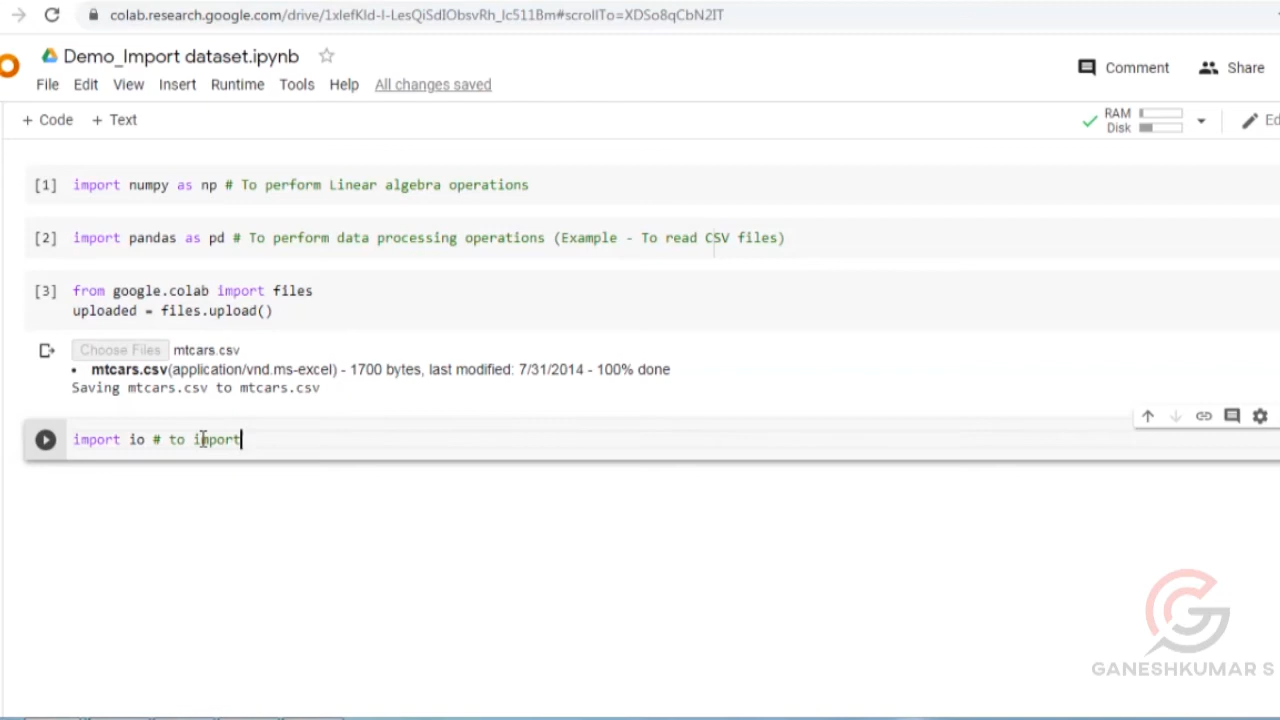 colab.research.google.com/drive/1xlefKld-I-LesQiSdIObsvRh_lc511Bm#scrollTo=XDSo8qCbN2IT
Demo_Import dataset.ipynb
Comment
Share
File Edit View Insert Runtime Tools Help All changes saved
+ Code + Text
RAM
Disk
Ed
[1] import numpy as np # To perform Linear algebra operations
[2] import pandas as pd # To perform data processing operations (Example - To read CSV files)
[3] from google.colab import files
uploaded = files.upload()
Choose Files mtcars.csv
• mtcars.csv(application/vnd.ms-excel) - 1700 bytes, last modified: 7/31/2014 - 100% done
Saving mtcars.csv to mtcars.csv
import io # to import
GANESHKUMAR S